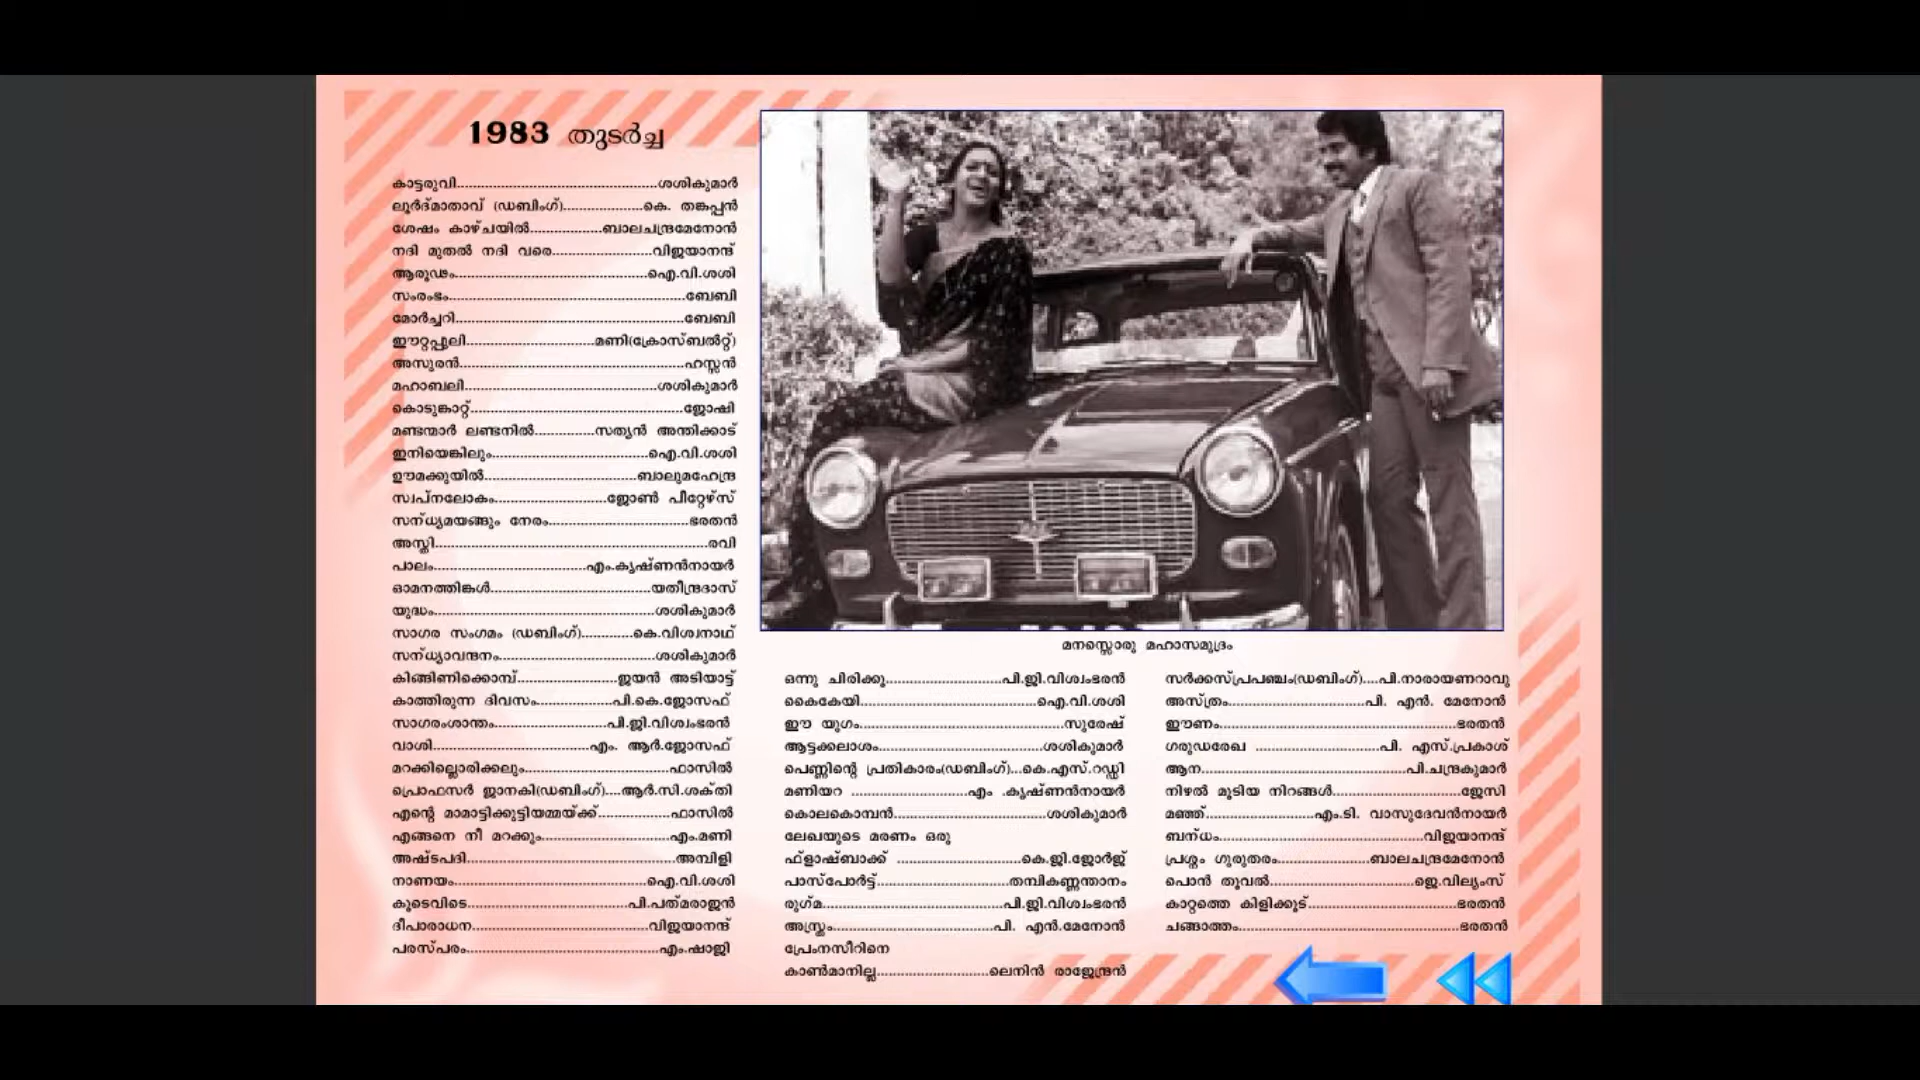 1983 തുടർച്ച
കാട്ടരുവി..................................................ശശികുമാർ
ലൂർദ്മാതാവ് (ഡബിംഗ്)....................കെ. തങ്കപ്പൻ
ശേഷം കാഴ്ചയിൽ..................ബാലചന്ദ്രമേനോൻ
നദി മുതൽ നദി വരെ.........................വിജയാനന്ദ്
ആരൂഢം................................................ഐ.വി.ശശി
സംരംഭം...........................................................ബേബി
മോർച്ചറി.........................................................ബേബി
ഈറ്റപ്പുലി................................മണി(ക്രോസ്ബൽറ്റ്)
അസുരൻ........................................................ഹസ്സൻ
മഹാബലി................................................ശശികുമാർ
കൊടുങ്കാറ്റ്.....................................................ജോഷി
മണ്ടന്മാർ ലണ്ടനിൽ...............സത്യൻ അന്തിക്കാട്
ഇനിയെങ്കിലും.......................................ഐ.വി.ശശി
ഊമക്കുയിൽ......................................ബാലുമഹേന്ദ്ര
സ്വപ്നലോകം............................ജോൺ പീറ്റേഴ്സ്
സന്ധ്യമയങ്ങും നേരം...................................ഭരതൻ
അസ്തി....................................................................രവി
പാലം......................................എം.കൃഷ്ണൻനായർ
ഓമനത്തിങ്കൾ........................................യതീന്ദ്രദാസ്
യുദ്ധം.......................................................ശശികുമാർ
സാഗര സംഗമം (ഡബിംഗ്).............കെ.വിശ്വനാഥ്
സന്ധ്യാവന്ദനം.......................................ശശികുമാർ
കിങ്ങിണിക്കൊമ്പ്.........................ജയൻ അടിയാട്ട്
കാത്തിരുന്ന ദിവസം...................പി.കെ.ജോസഫ്
സാഗരംശാന്തം............................പി.ജി.വിശ്വംഭരൻ
വാശി.......................................എം. ആർ.ജോസഫ്
മറക്കില്ലൊരിക്കലും....................................ഫാസിൽ
പ്രൊഫസർ ജാനകി(ഡബിംഗ്)....ആർ.സി.ശക്തി
എന്റെ മാമാട്ടിക്കുട്ടിയമ്മയ്ക്ക്..................ഫാസിൽ
എങ്ങനെ നീ മറക്കും................................എം.മണി
അഷ്ടപദി....................................................അമ്പിളി
നാണയം................................................ഐ.വി.ശശി
കൂടെവിടെ........................................പി.പത്മരാജൻ
ദീപാരാധന............................................വിജയാനന്ദ്
പരസ്പരം................................................എം.ഷാജി
മനസ്സൊരു മഹാസമുദ്രം
ഒന്നു ചിരിക്കൂ.............................പി.ജി.വിശ്വംഭരൻ
കൈകേയി............................................ഐ.വി.ശശി
ഈ യുഗം...................................................സുരേഷ്
ആട്ടക്കലാശം.........................................ശശികുമാർ
പെണ്ണിന്റെ പ്രതികാരം(ഡബിംഗ്)...കെ.എസ്.റഡ്ഡി
മണിയറ .............................എം .കൃഷ്ണൻനായർ
കൊലകൊമ്പൻ......................................ശശികുമാർ
ലേഖയുടെ മരണം ഒരു
ഫ്ളാഷ്ബാക്ക് ...............................കെ.ജി.ജോർജ്
പാസ്പോർട്ട്.................................തമ്പികണ്ണന്താനം
രുഗ്മ.............................................പി.ജി.വിശ്വംഭരൻ
അസ്ത്രം........................................പി. എൻ.മേനോൻ
പ്രേംനസീറിനെ
കാൺമാനില്ല............................ലെനിൻ രാജേന്ദ്രൻ
സർക്കസ്പ്രപഞ്ചം(ഡബിംഗ്)....പി.നാരായണറാവു
അസ്ത്രം..................................പി. എൻ. മേനോൻ
ഈണം...........................................................ഭരതൻ
ഗരുഡരേഖ ...............................പി. എസ്.പ്രകാശ്
ആന...................................................പി.ചന്ദ്രകുമാർ
നിഴൽ മൂടിയ നിറങ്ങൾ................................ജേസി
മഞ്ഞ്...........................എം.ടി. വാസുദേവൻനായർ
ബന്ധം...................................................വിജയാനന്ദ്
പ്രശ്നം ഗുരുതരം.......................ബാലചന്ദ്രമേനോൻ
പൊൻ തൂവൽ....................................ജെ.വില്യംസ്
കാറ്റത്തെ കിളിക്കൂട്.....................................ഭരതൻ
ചങ്ങാത്തം.......................................................ഭരതൻ